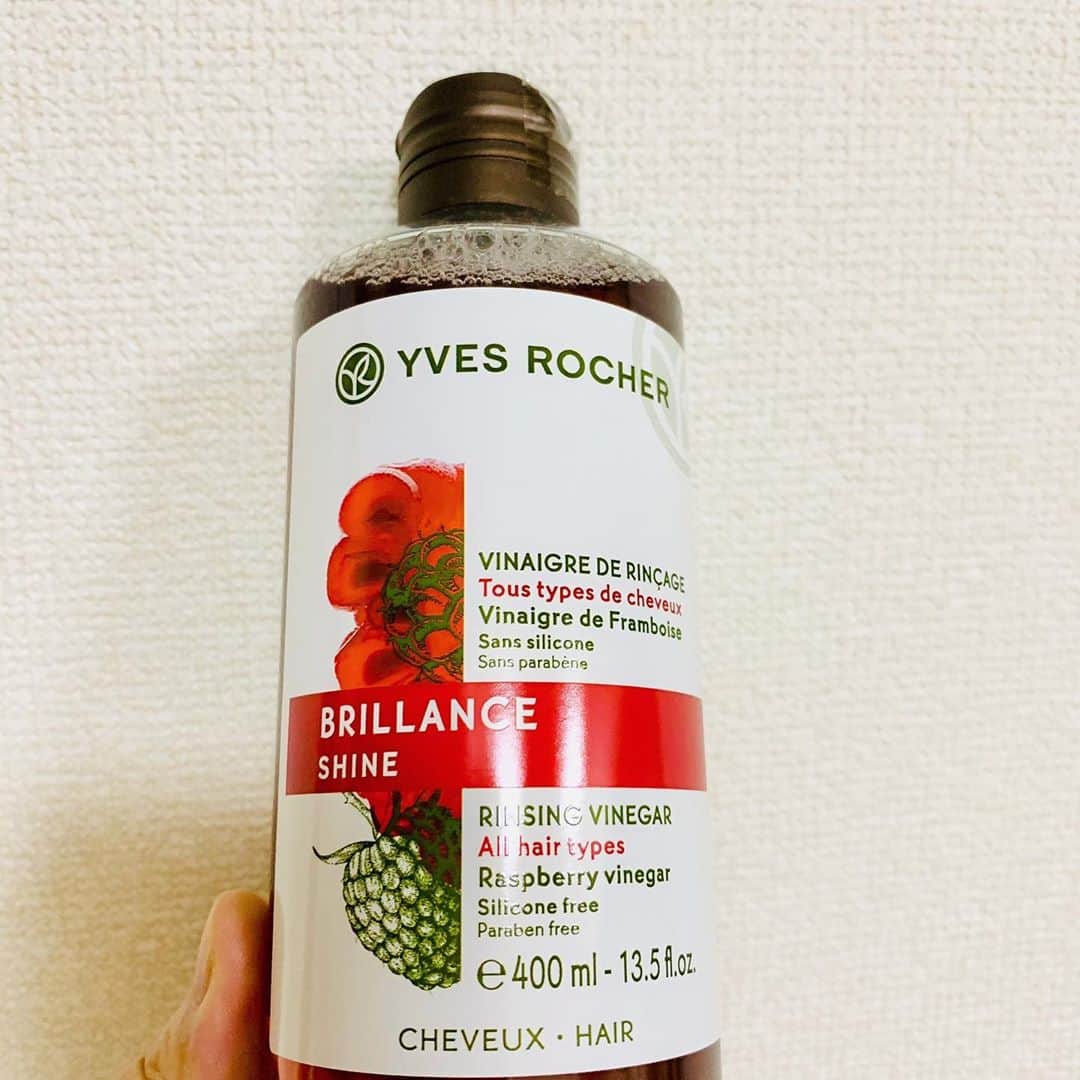 YVES ROCHER
VINAIGRE DE RINÇAGE
Tous types de cheveux
Vinaigre de Framboise
Sans silicone
Sans parabène
BRILLANCE
SHINE
RINSING VINEGAR
All hair types
Raspberry vinegar
Silicone free
Paraben free
℮ 400 ml - 13.5 fl.oz.
CHEVEUX • HAIR